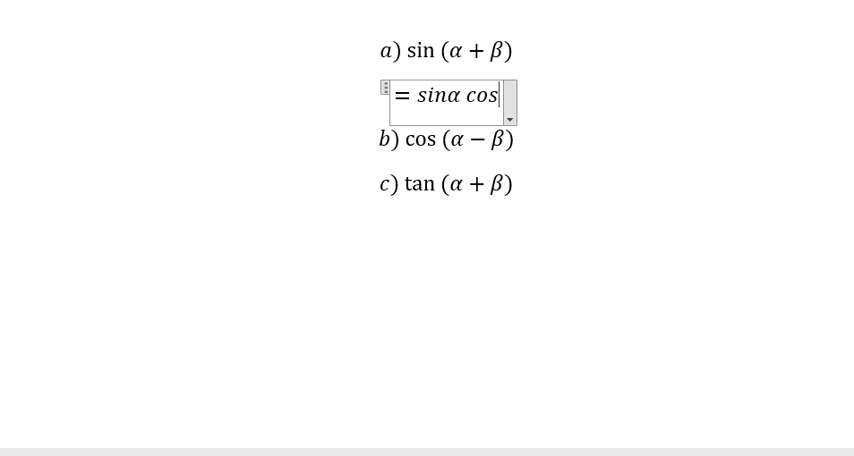 a) sin (α + β)
= sinα cos
b) cos (α − β)
c) tan (α + β)